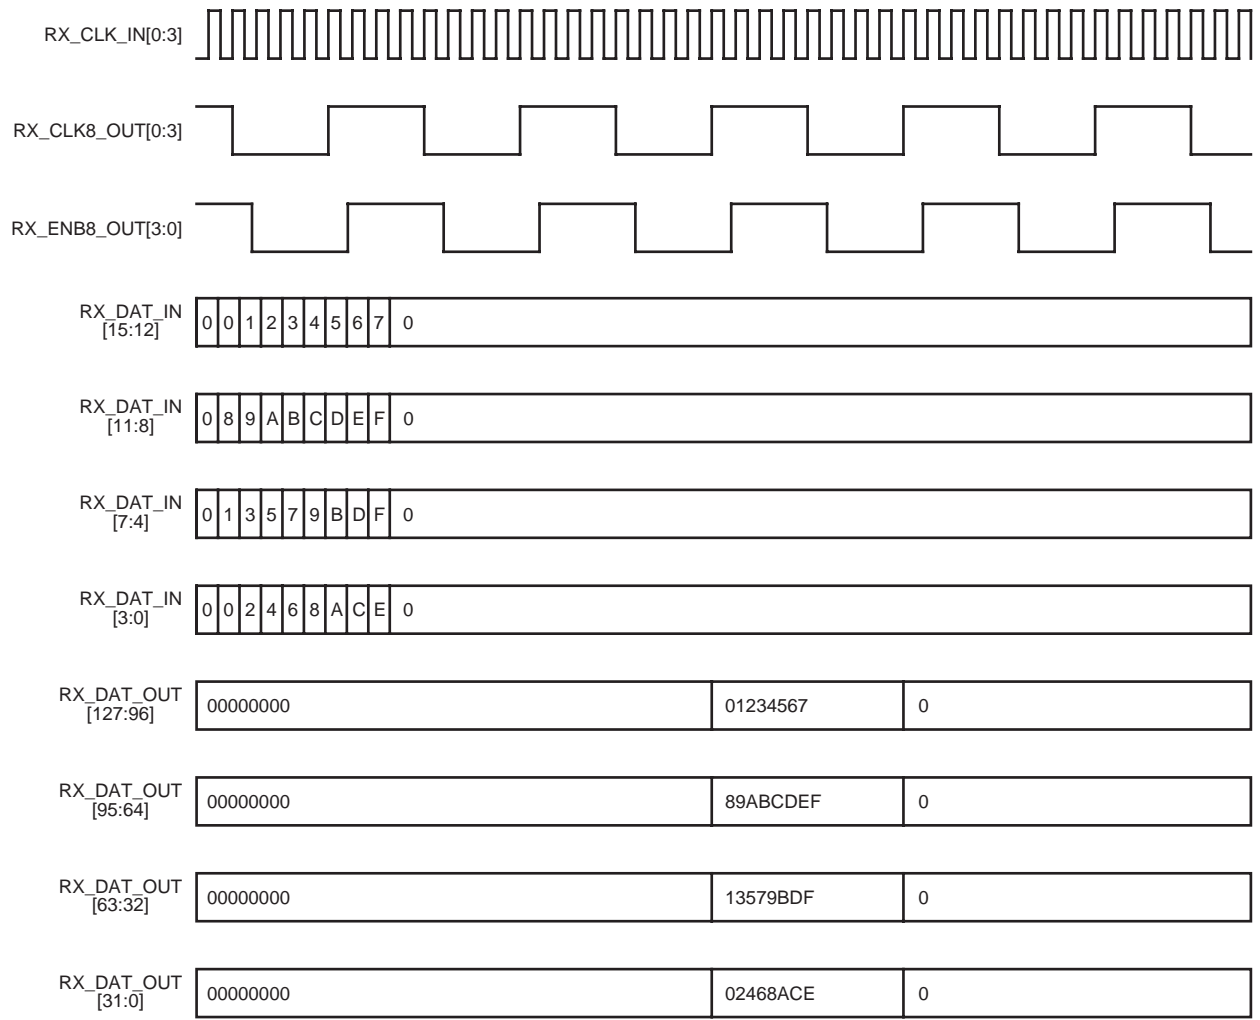 RX_CLK_IN[0:3]
RX_CLK8_OUT[0:3]
RX_ENB8_OUT[3:0]
RX_DAT_IN
[15:12]
0 0 1 2 3 4 5 6 7 0
RX_DAT_IN
[11:8]
0 8 9 A B C D E F 0
RX_DAT_IN
[7:4]
0 1 3 5 7 9 B D F 0
RX_DAT_IN
[3:0]
0 0 2 4 6 8 A C E 0
RX_DAT_OUT
[127:96]
00000000 01234567 0
RX_DAT_OUT
[95:64]
00000000 89ABCDEF 0
RX_DAT_OUT
[63:32]
00000000 13579BDF 0
RX_DAT_OUT
[31:0]
00000000 02468ACE 0